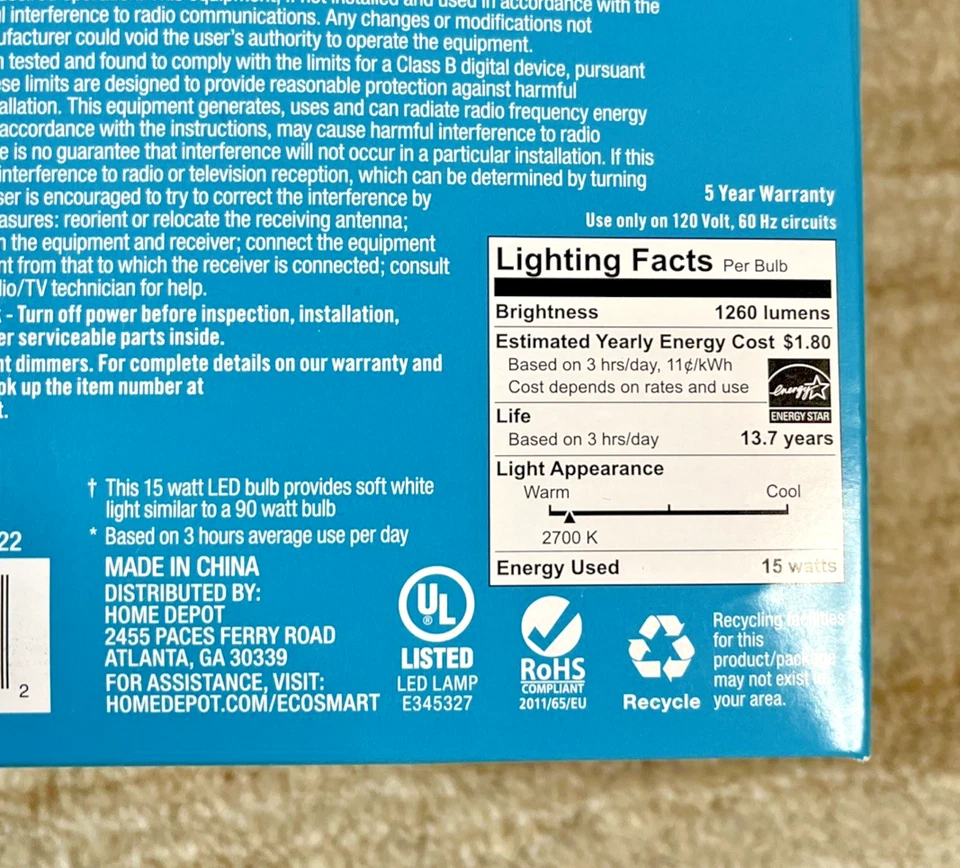 l interference to radio communications. Any changes or modifications not
ufacturer could void the user's authority to operate the equipment.
n tested and found to comply with the limits for a Class B digital device, pursuant
se limits are designed to provide reasonable protection against harmful
allation. This equipment generates, uses and can radiate radio frequency energy
accordance with the instructions, may cause harmful interference to radio
e is no guarantee that interference will not occur in a particular installation. If this
interference to radio or television reception, which can be determined by turning
ser is encouraged to try to correct the interference by
asures: reorient or relocate the receiving antenna;
n the equipment and receiver; connect the equipment
nt from that to which the receiver is connected; consult
io/TV technician for help.
- Turn off power before inspection, installation,
er serviceable parts inside.
nt dimmers. For complete details on our warranty and
ok up the item number at
t.
5 Year Warranty
Use only on 120 Volt, 60 Hz circuits
Lighting Facts Per Bulb
Brightness 1260 lumens
Estimated Yearly Energy Cost $1.80
Based on 3 hrs/day, 11¢/kWh
Cost depends on rates and use
energy
ENERGY STAR
Life
Based on 3 hrs/day 13.7 years
Light Appearance
Warm Cool
2700 K
Energy Used 15 watts
† This 15 watt LED bulb provides soft white
light similar to a 90 watt bulb
* Based on 3 hours average use per day
22
2
MADE IN CHINA
DISTRIBUTED BY:
HOME DEPOT
2455 PACES FERRY ROAD
ATLANTA, GA 30339
FOR ASSISTANCE, VISIT:
HOMEDEPOT.COM/ECOSMART
UL ®
LISTED
LED LAMP
E345327
RoHS
COMPLIANT
2011/65/EU
Recycle
Recycling facilities
for this
product/package
may not exist in
your area.